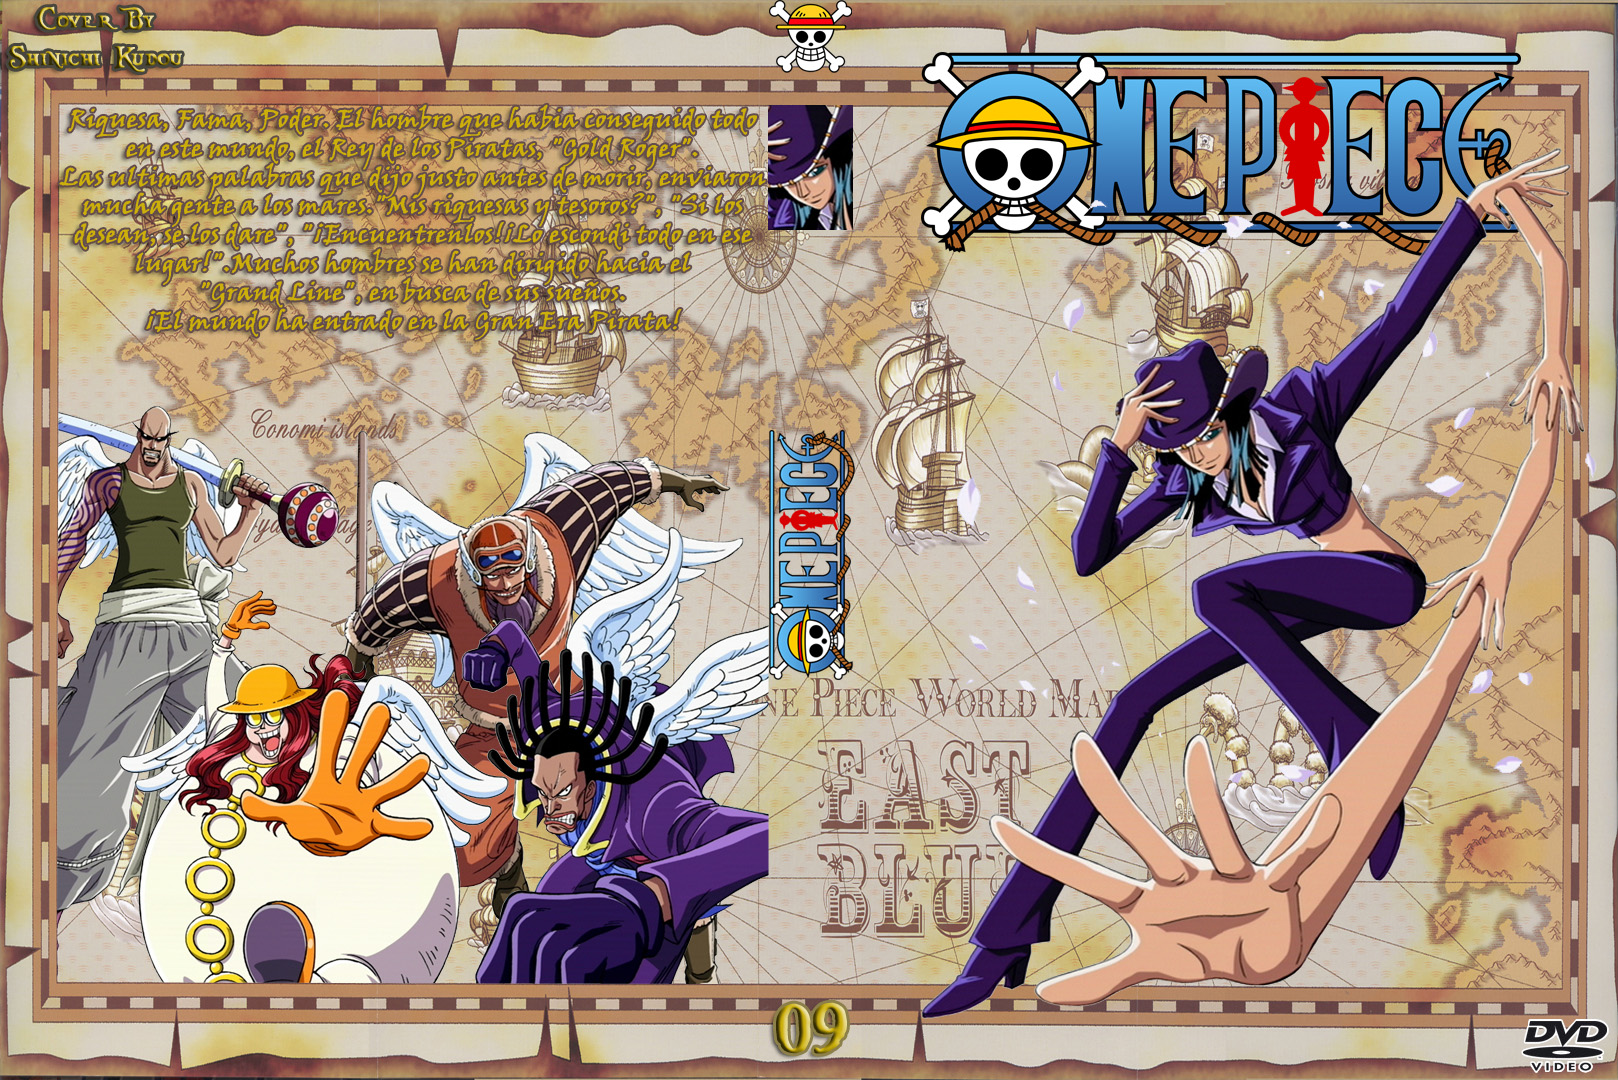 Cover By
Shinichi Kudou
Riquesa, Fama, Poder. El hombre que habia conseguido todo
en este mundo, el Rey de los Piratas, "Gold Roger".
Las ultimas palabras que dijo justo antes de morir, enviaron
mucha gente a los mares."Mis riquesas y tesoros?", "Si los
desean, se los dare", "¡Encuentrenlos!¡Lo escondi todo en ese
lugar!".Muchos hombres se han dirigido hacia el
"Grand Line", en busca de sus sueños.
¡El mundo ha entrado en la Gran Era Pirata!
Conomi islands
ONE PIECE
ONE PIECE
ne Piece World Ma
EAST
BLU
09
DVD
VIDEO